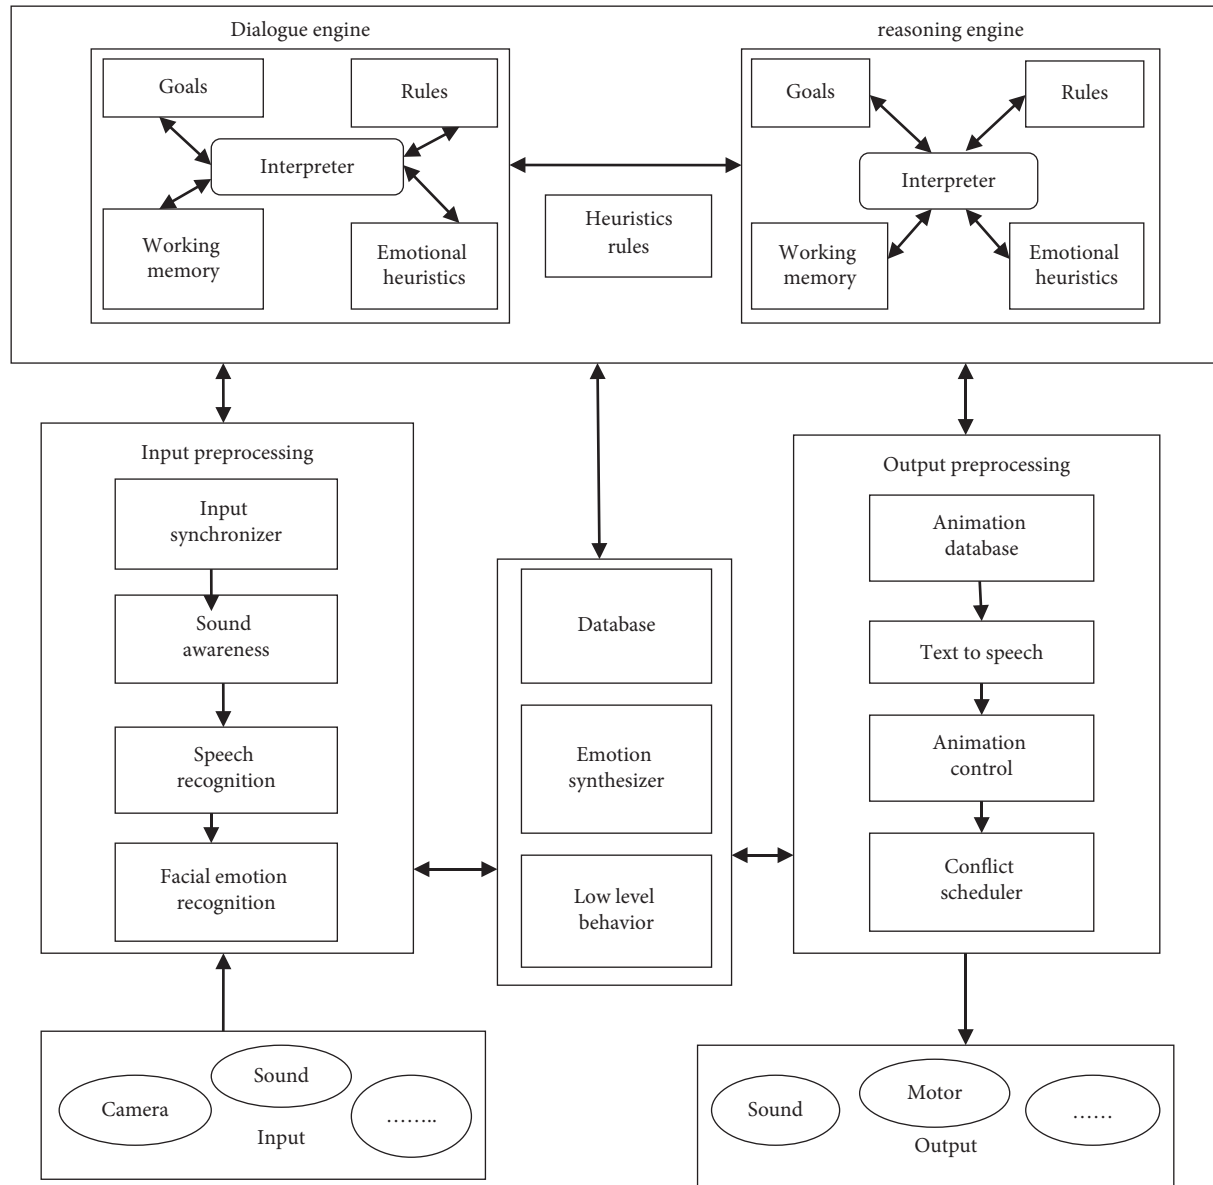 Dialogue engine
Goals
Rules
Interpreter
Working
memory
Emotional
heuristics
Heuristics
rules
reasoning engine
Goals
Rules
Interpreter
Working
memory
Emotional
heuristics
Input preprocessing
Input
synchronizer
Sound
awareness
Speech
recognition
Facial emotion
recognition
Database
Emotion
synthesizer
Low level
behavior
Output preprocessing
Animation
database
Text to speech
Animation
control
Conflict
scheduler
Camera
Sound
……..
Input
Sound
Motor
……
Output